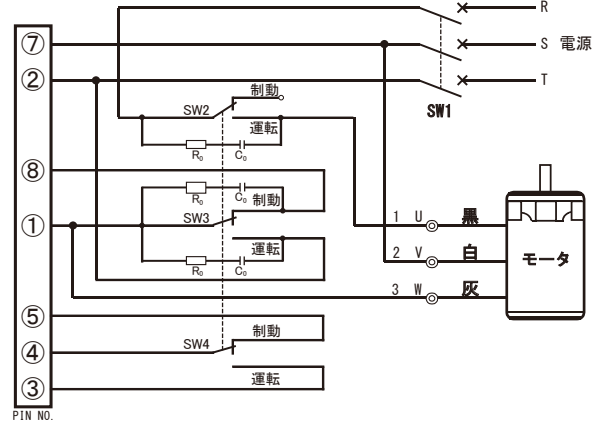 R
⑦
S 電源
②
T
制動
SW2
SW1
運転
R₀ C₀
⑧
R₀ C₀ 制動
①
SW3
1 U 黒
運転
2 V 白
モータ
R₀ C₀
3 W 灰
⑤
制動
④
SW4
運転
③
PIN NO.